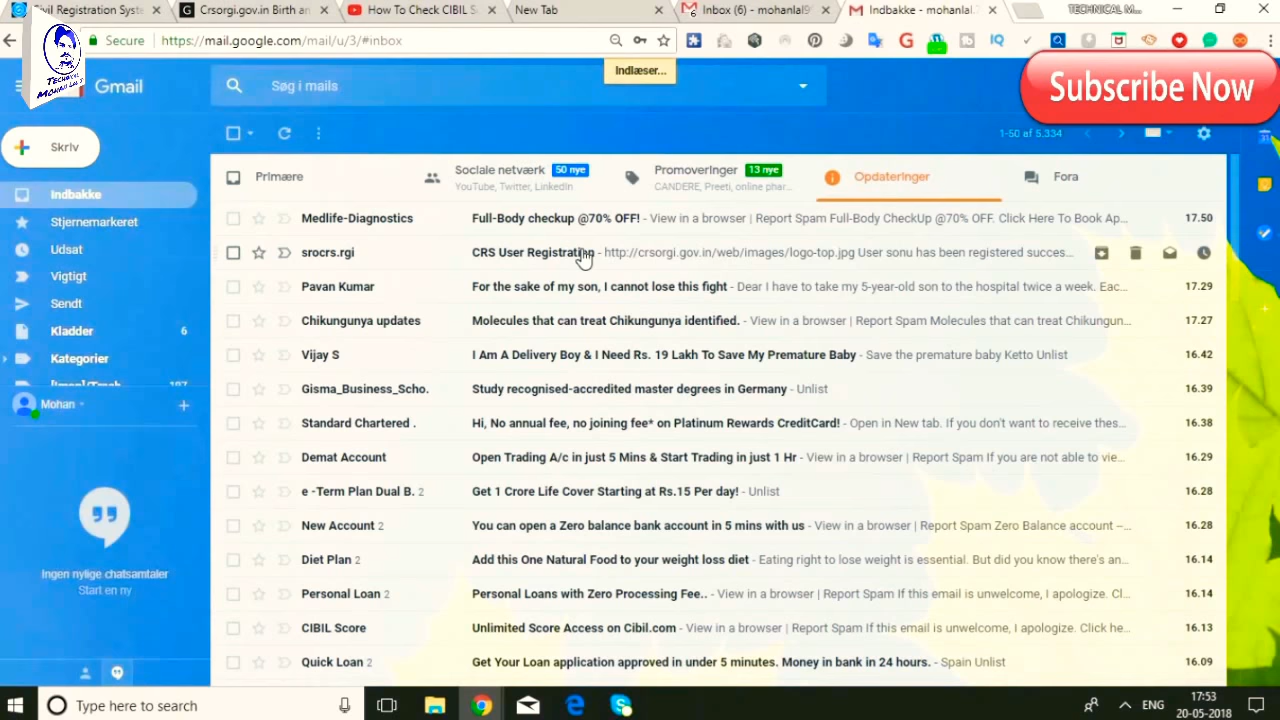 Civil Registration Syste
Crsorgi.gov.in Birth an
How To Check CIBIL S
New Tab
Inbox (6) - mohanlal9
Indbakke - mohanlal.
TECHNICAL M...
Secure
https://mail.google.com/mail/u/3/#inbox
Indlæser...
TECHNICAL
MOHAN LAL J
Gmail
Søg i mails
Subscribe Now
1-50 af 5.334
Skriv
Primære
Sociale netværk 50 nye
YouTube, Twitter, LinkedIn
Promoveringer 13 nye
CANDERE, Preeti, online phar...
Opdateringer
Fora
Indbakke
Stjernemarkeret
Udsat
Vigtigt
Sendt
Kladder 6
Kategorier
[Imap]/Trash 197
Mohan
Ingen nylige chatsamtaler
Start en ny
Medlife-Diagnostics Full-Body checkup @70% OFF! - View in a browser | Report Spam Full-Body CheckUp @70% OFF. Click Here To Book Ap... 17.50
srocrs.rgi CRS User Registration - http://crsorgi.gov.in/web/images/logo-top.jpg User sonu has been registered succes...
Pavan Kumar For the sake of my son, I cannot lose this fight - Dear I have to take my 5-year-old son to the hospital twice a week. Eac... 17.29
Chikungunya updates Molecules that can treat Chikungunya identified. - View in a browser | Report Spam Molecules that can treat Chikungun... 17.27
Vijay S I Am A Delivery Boy & I Need Rs. 19 Lakh To Save My Premature Baby - Save the premature baby Ketto Unlist 16.42
Gisma_Business_Scho. Study recognised-accredited master degrees in Germany - Unlist 16.39
Standard Chartered . Hi, No annual fee, no joining fee* on Platinum Rewards CreditCard! - Open in New tab. If you don't want to receive thes... 16.38
Demat Account Open Trading A/c in just 5 Mins & Start Trading in just 1 Hr - View in a browser | Report Spam If you are not able to vie... 16.29
e -Term Plan Dual B. 2 Get 1 Crore Life Cover Starting at Rs.15 Per day! - Unlist 16.28
New Account 2 You can open a Zero balance bank account in 5 mins with us - View in a browser | Report Spam Zero Balance account –... 16.28
Diet Plan 2 Add this One Natural Food to your weight loss diet - Eating right to lose weight is essential. But did you know there's an... 16.14
Personal Loan 2 Personal Loans with Zero Processing Fee.. - View in a browser | Report Spam If this email is unwelcome, I apologize. Cl... 16.14
CIBIL Score Unlimited Score Access on Cibil.com - View in a browser | Report Spam If this email is unwelcome, I apologize. Click he... 16.13
Quick Loan 2 Get Your Loan application approved in under 5 minutes. Money in bank in 24 hours. - Spain Unlist 16.09
Type here to search
ENG
17:53
20-05-2018